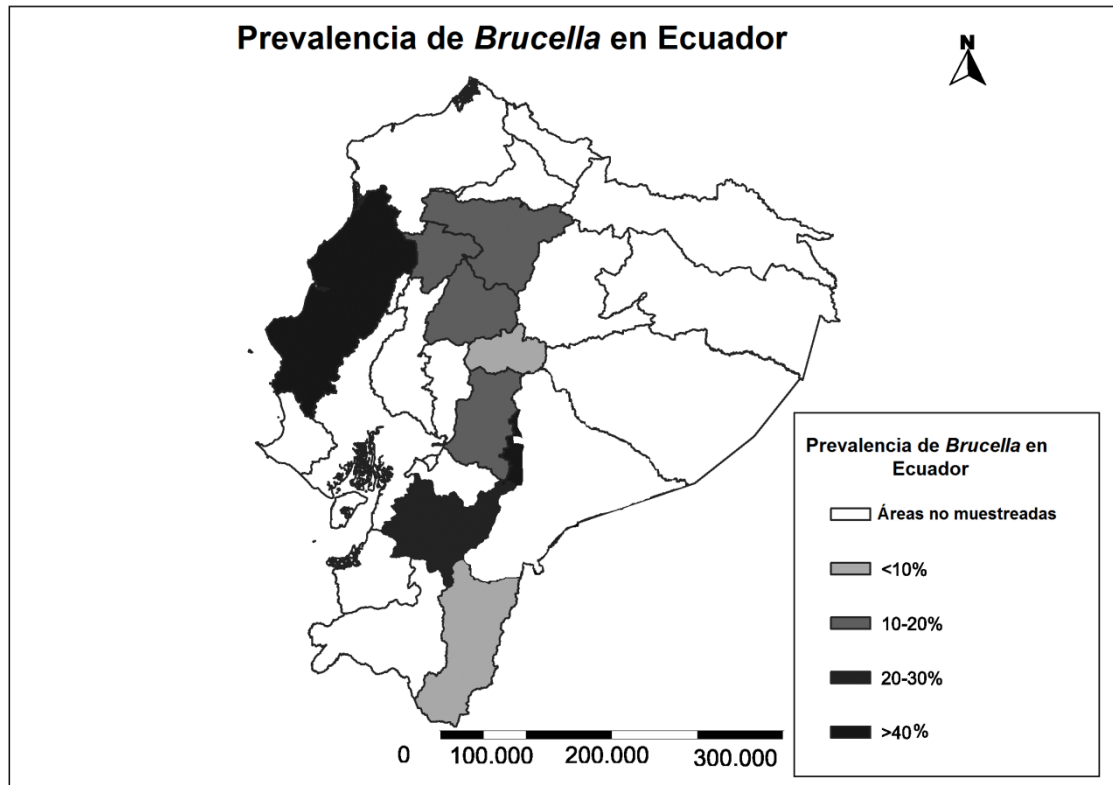 Prevalencia de Brucella en Ecuador
N
Prevalencia de Brucella en
Ecuador
Áreas no muestreadas
<10%
10-20%
20-30%
>40%
0 100.000 200.000 300.000